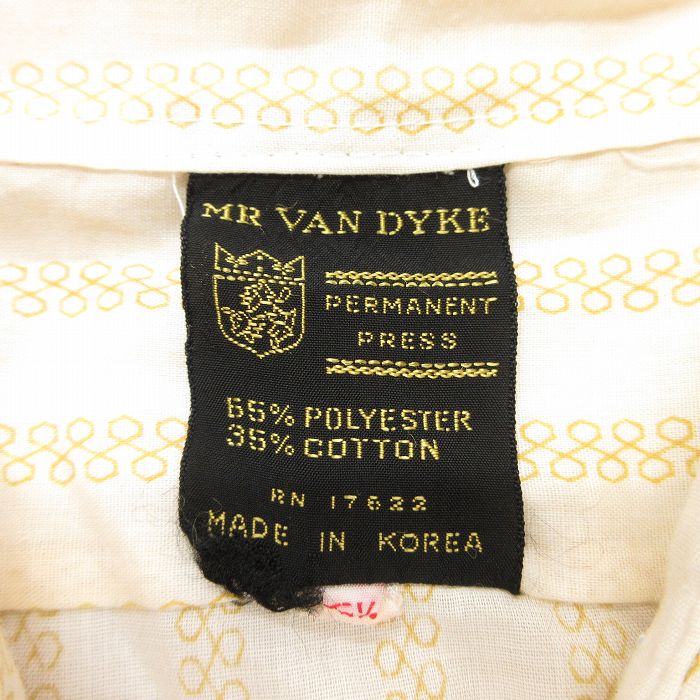 MR VAN DYKE
PERMANENT
PRESS
65% POLYESTER
35% COTTON
RN 17622
MADE IN KOREA